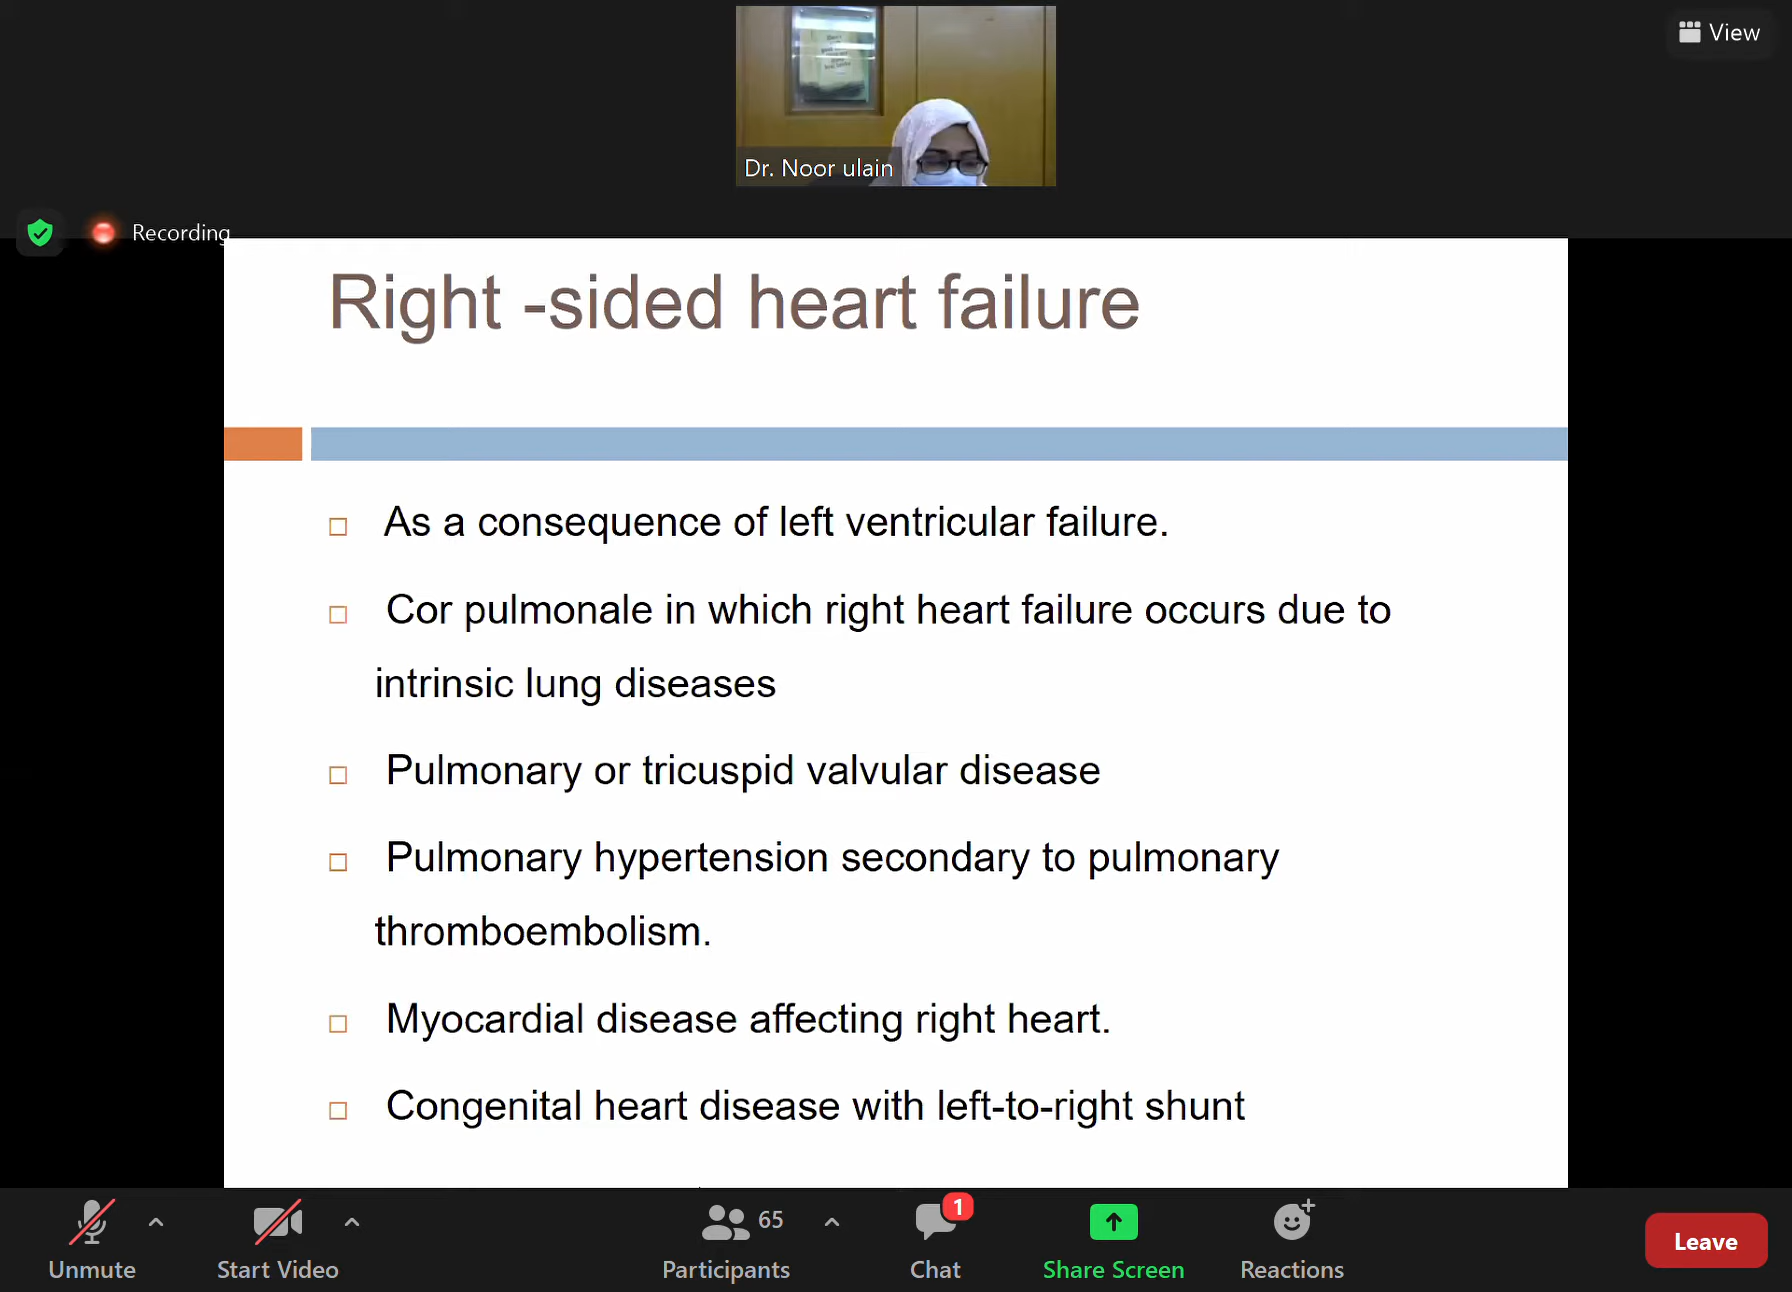 View
Dr. Noor ulain
Recording
Right -sided heart failure
As a consequence of left ventricular failure.
Cor pulmonale in which right heart failure occurs due to
intrinsic lung diseases
Pulmonary or tricuspid valvular disease
Pulmonary hypertension secondary to pulmonary
thromboembolism.
Myocardial disease affecting right heart.
Congenital heart disease with left-to-right shunt
65
1
Unmute
Start Video
Participants
Chat
Share Screen
Reactions
Leave